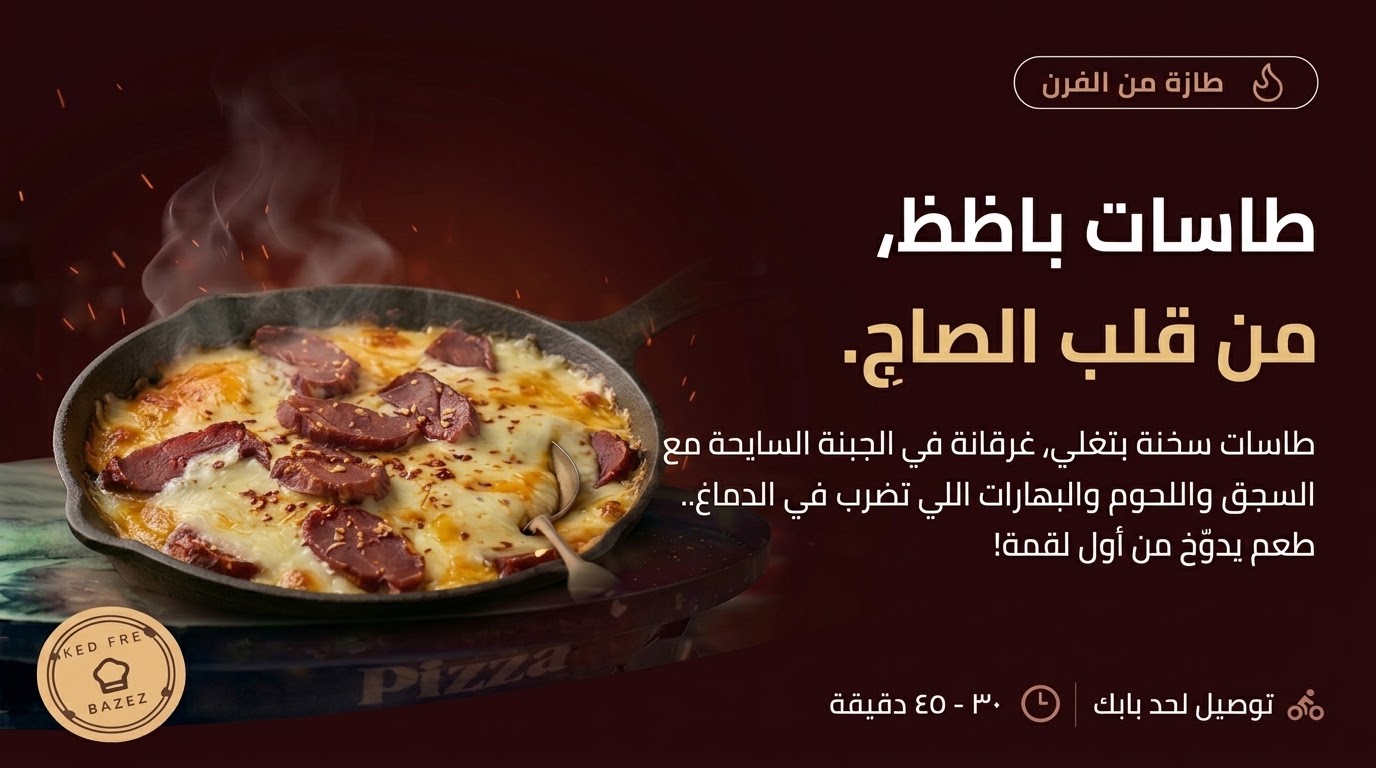 طازة من الفرن
طاسات باظظ,
من قلب الصاجِ.
طاسات سخنة بتغلي، غرقانة في الجبنة السايحة مع
السجق واللحوم والبهارات اللي تضرب في الدماغ..
طعم يدوّخ من أول لقمة!
توصيل لحد بابك
٣٠ - ٤٥ دقيقة
Pizza
KED FRE
BAZEZ